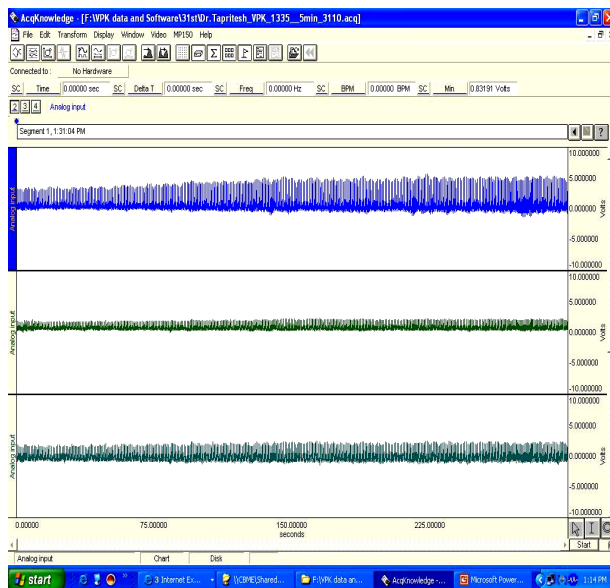 AcqKnowledge - [F:\VPK data and Software\31st\Dr.Tapritesh_VPK_1335__5min_3110.acq]
File Edit Transform Display Window Video MP150 Help
Connected to : No Hardware
SC Time 0.00000 sec SC Delta T 0.00000 sec SC Freq 0.00000 Hz SC BPM 0.00000 BPM SC Min 0.83191 Volts
2 3 4 Analog input
Segment 1, 1:31:04 PM
10.000000
5.000000
0.000000
-5.000000
-10.000000
Analog input
Volts
10.000000
5.000000
0.000000
-5.000000
-10.000000
Analog input
Volts
10.000000
5.000000
0.000000
-5.000000
-10.000000
Analog input
Volts
0.00000 75.00000 150.00000 225.00000
seconds
Start
Analog input Chart Disk
start 3 Internet Ex... \\CBME\Shared... F:\VPK data an... AcqKnowledge -... Microsoft Power... 1:14 PM